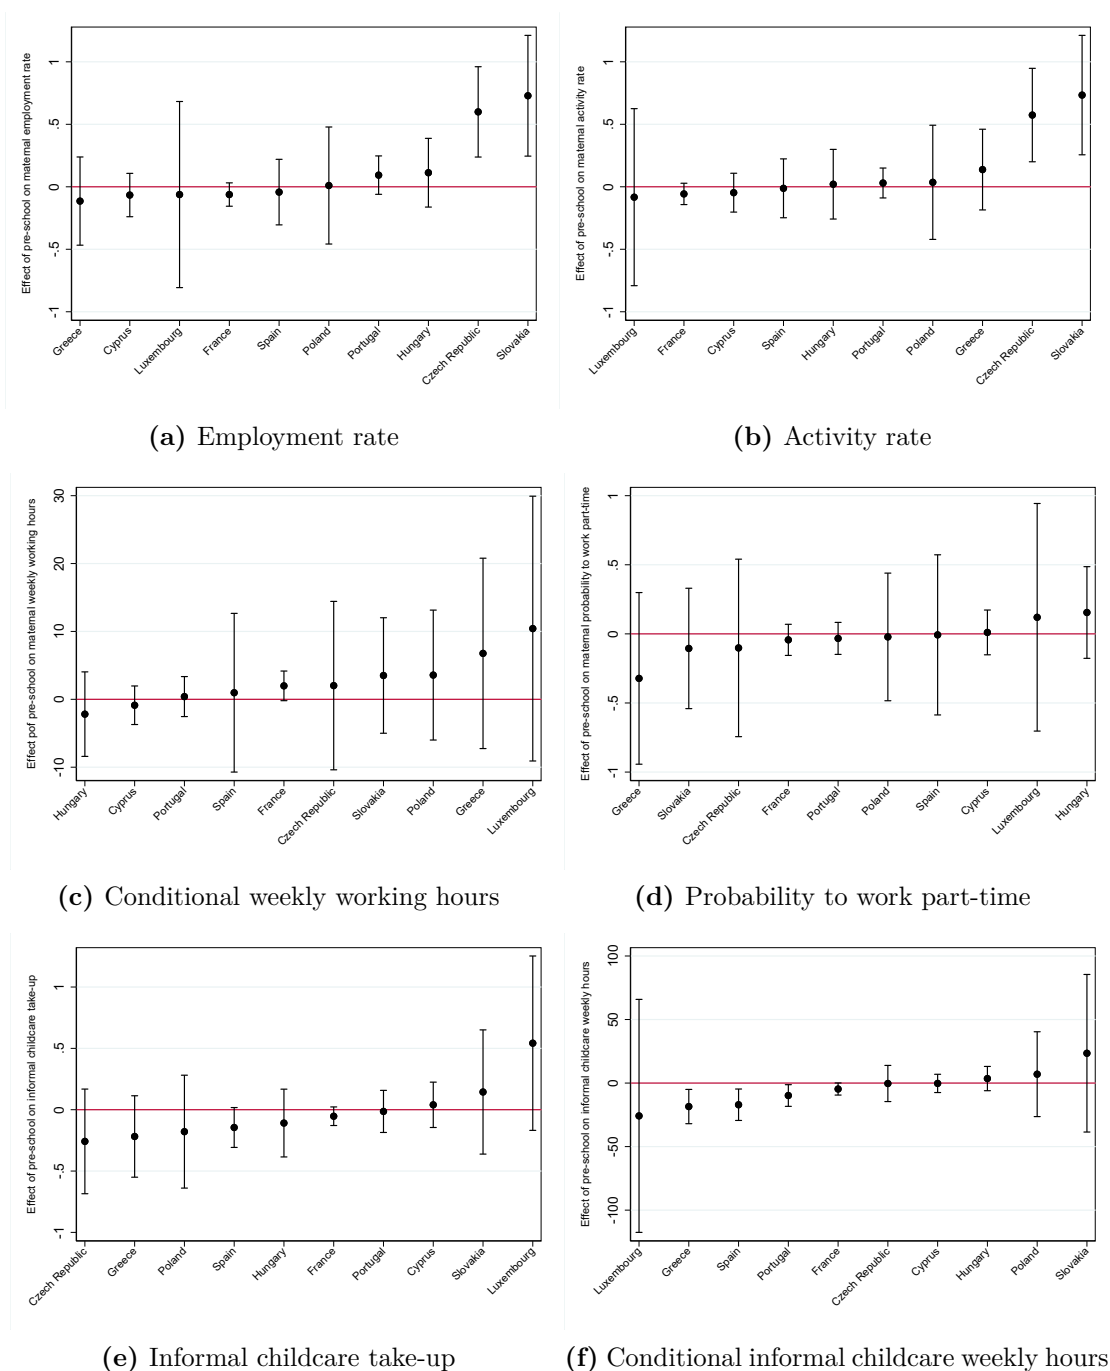 Effect of pre-school on maternal employment rate
1
.5
0
-.5
-1
Greece
Cyprus
Luxembourg
France
Spain
Poland
Portugal
Hungary
Czech Republic
Slovakia
(a) Employment rate
Effect of pre-school on maternal activity rate
1
.5
0
-.5
-1
Luxembourg
France
Cyprus
Spain
Hungary
Portugal
Poland
Greece
Czech Republic
Slovakia
(b) Activity rate
Effect pof pre-school on maternal weekly working hours
30
20
10
0
-10
Hungary
Cyprus
Portugal
Spain
France
Czech Republic
Slovakia
Poland
Greece
Luxembourg
(c) Conditional weekly working hours
Effect of pre-school on maternal probability to work part-time
1
.5
0
-.5
-1
Greece
Slovakia
Czech Republic
France
Portugal
Poland
Spain
Cyprus
Luxembourg
Hungary
(d) Probability to work part-time
Effect of pre-school on informal childcare take-up
1
.5
0
-.5
-1
Czech Republic
Greece
Poland
Spain
Hungary
France
Portugal
Cyprus
Slovakia
Luxembourg
(e) Informal childcare take-up
Effect of pre-school on informal childcare weekly hours
100
50
0
-50
-100
Luxembourg
Greece
Spain
Portugal
France
Czech Republic
Cyprus
Hungary
Poland
Slovakia
(f) Conditional informal childcare weekly hours